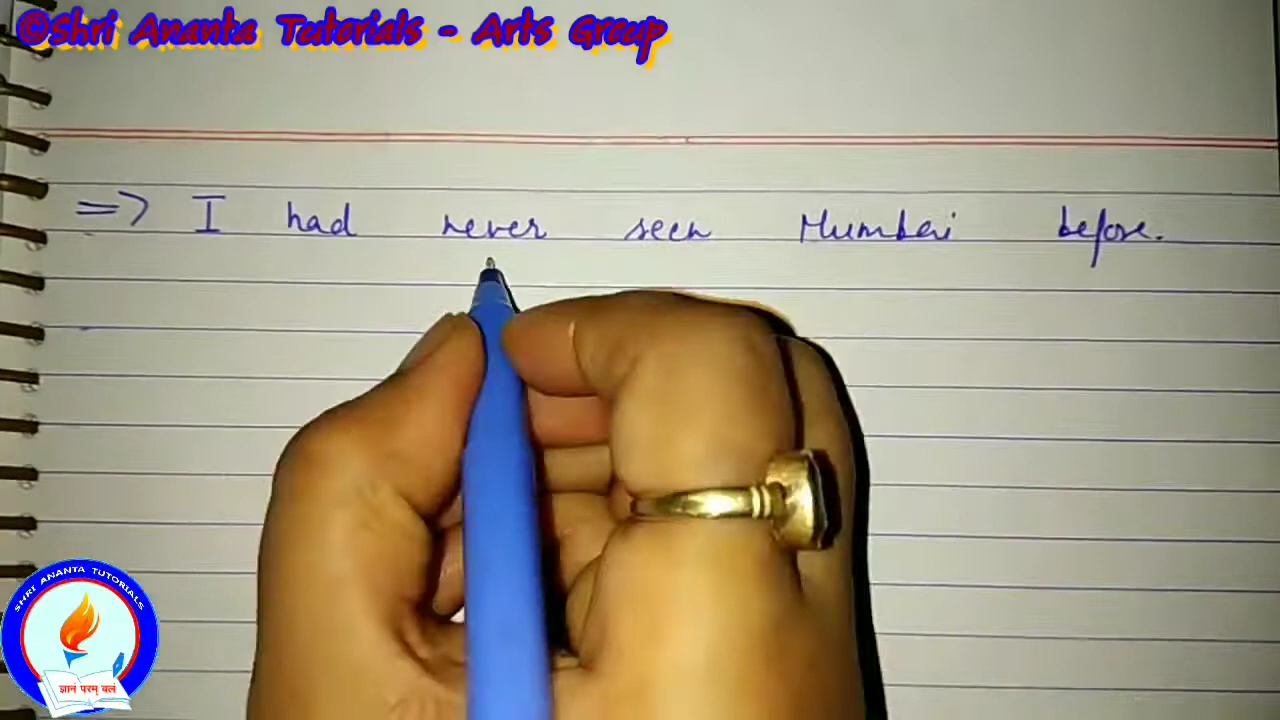 ©Shri Ananta Tutorials - Arts Group
=> I had never seen Mumbai before.
SHRI ANANTA TUTORIALS
ज्ञानं परम् बलं